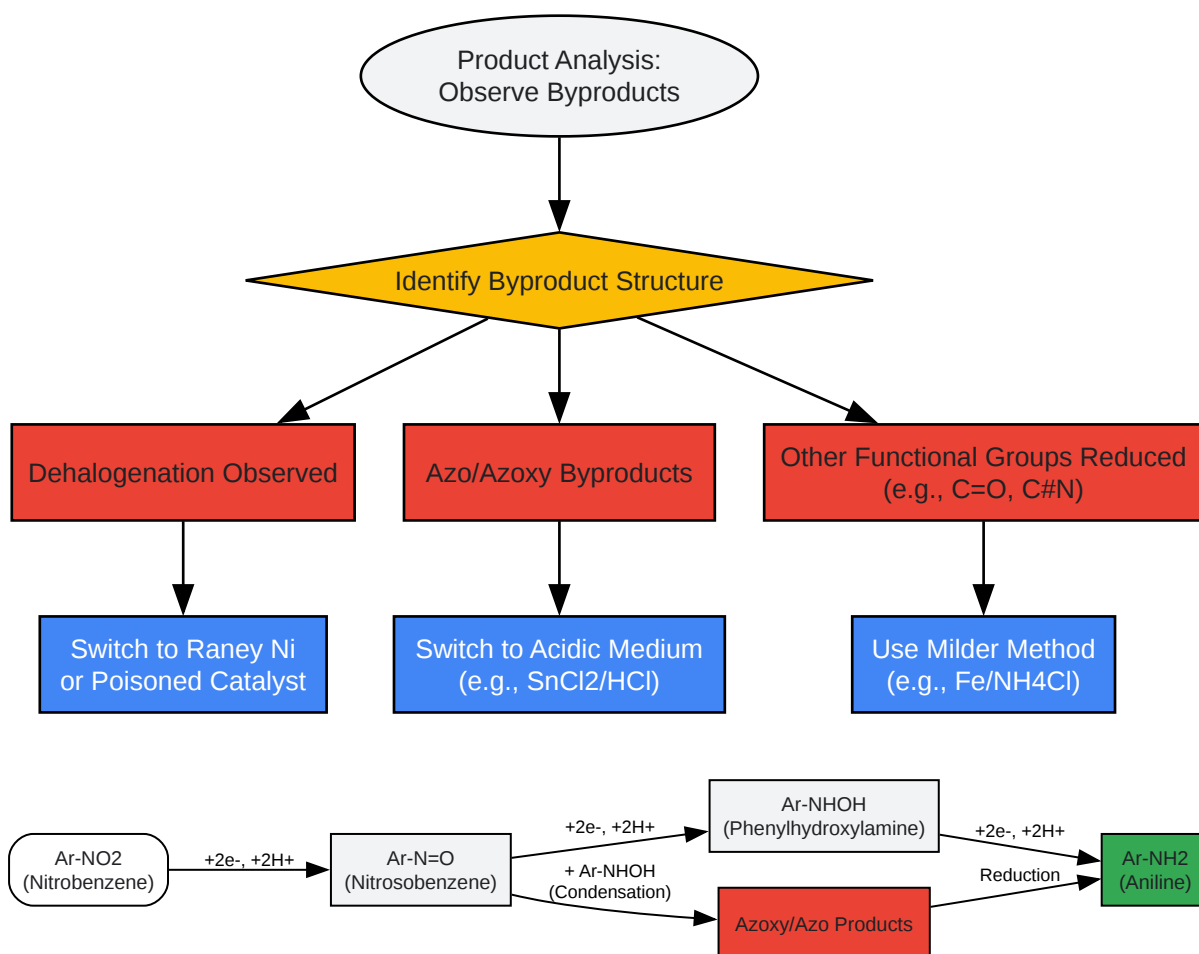 Product Analysis:
Observe Byproducts
Identify Byproduct Structure
Dehalogenation Observed
Azo/Azoxy Byproducts
Other Functional Groups Reduced
(e.g., C=O, C#N)
Switch to Raney Ni
or Poisoned Catalyst
Switch to Acidic Medium
(e.g., SnCl2/HCl)
Use Milder Method
(e.g., Fe/NH4Cl)
Ar-NO2
(Nitrobenzene)
+2e-, +2H+
Ar-N=O
(Nitrosobenzene)
+2e-, +2H+
+ Ar-NHOH
(Condensation)
Ar-NHOH
(Phenylhydroxylamine)
Azoxy/Azo Products
+2e-, +2H+
Reduction
Ar-NH2
(Aniline)